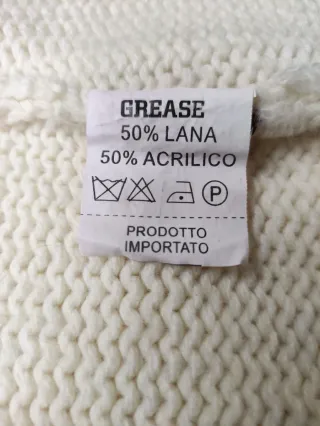 GREASE
50% LANA
50% ACRILICO
P
PRODOTTO
IMPORTATO